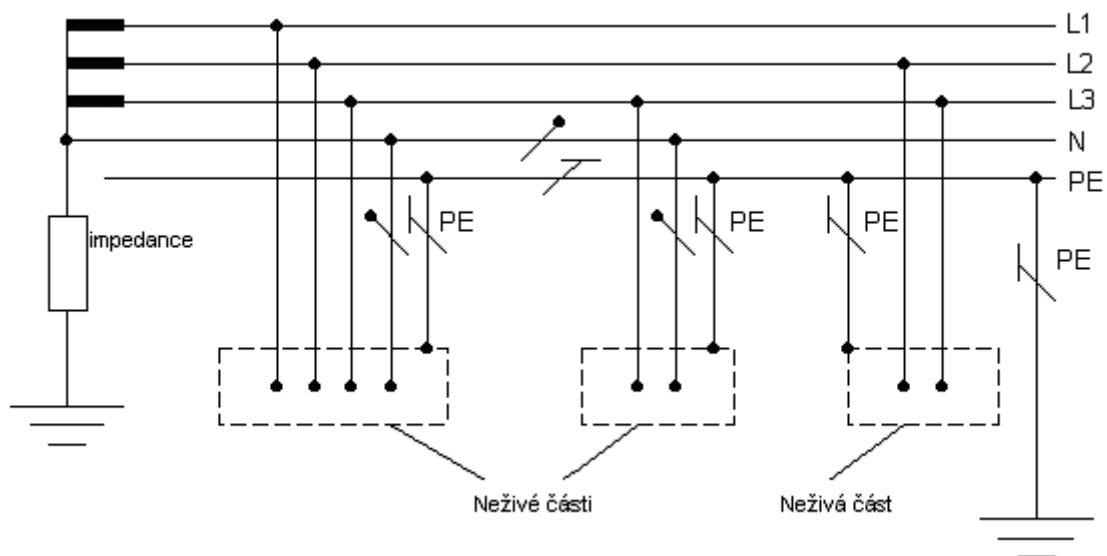 L1
L2
L3
N
PE
PE
PE
PE
impedance
PE
Neživé části
Neživá část